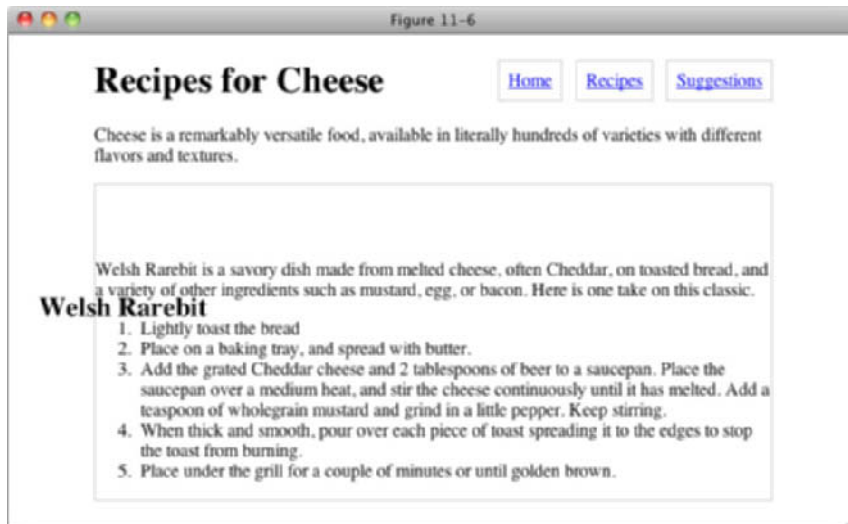 Figure 11-6
Recipes for Cheese
Home Recipes Suggestions
Cheese is a remarkably versatile food, available in literally hundreds of varieties with different
flavors and textures.
Welsh Rarebit is a savory dish made from melted cheese, often Cheddar, on toasted bread, and
a variety of other ingredients such as mustard, egg, or bacon. Here is one take on this classic.
Welsh Rarebit
1. Lightly toast the bread
2. Place on a baking tray, and spread with butter.
3. Add the grated Cheddar cheese and 2 tablespoons of beer to a saucepan. Place the
saucepan over a medium heat, and stir the cheese continuously until it has melted. Add a
teaspoon of wholegrain mustard and grind in a little pepper. Keep stirring.
4. When thick and smooth, pour over each piece of toast spreading it to the edges to stop
the toast from burning.
5. Place under the grill for a couple of minutes or until golden brown.